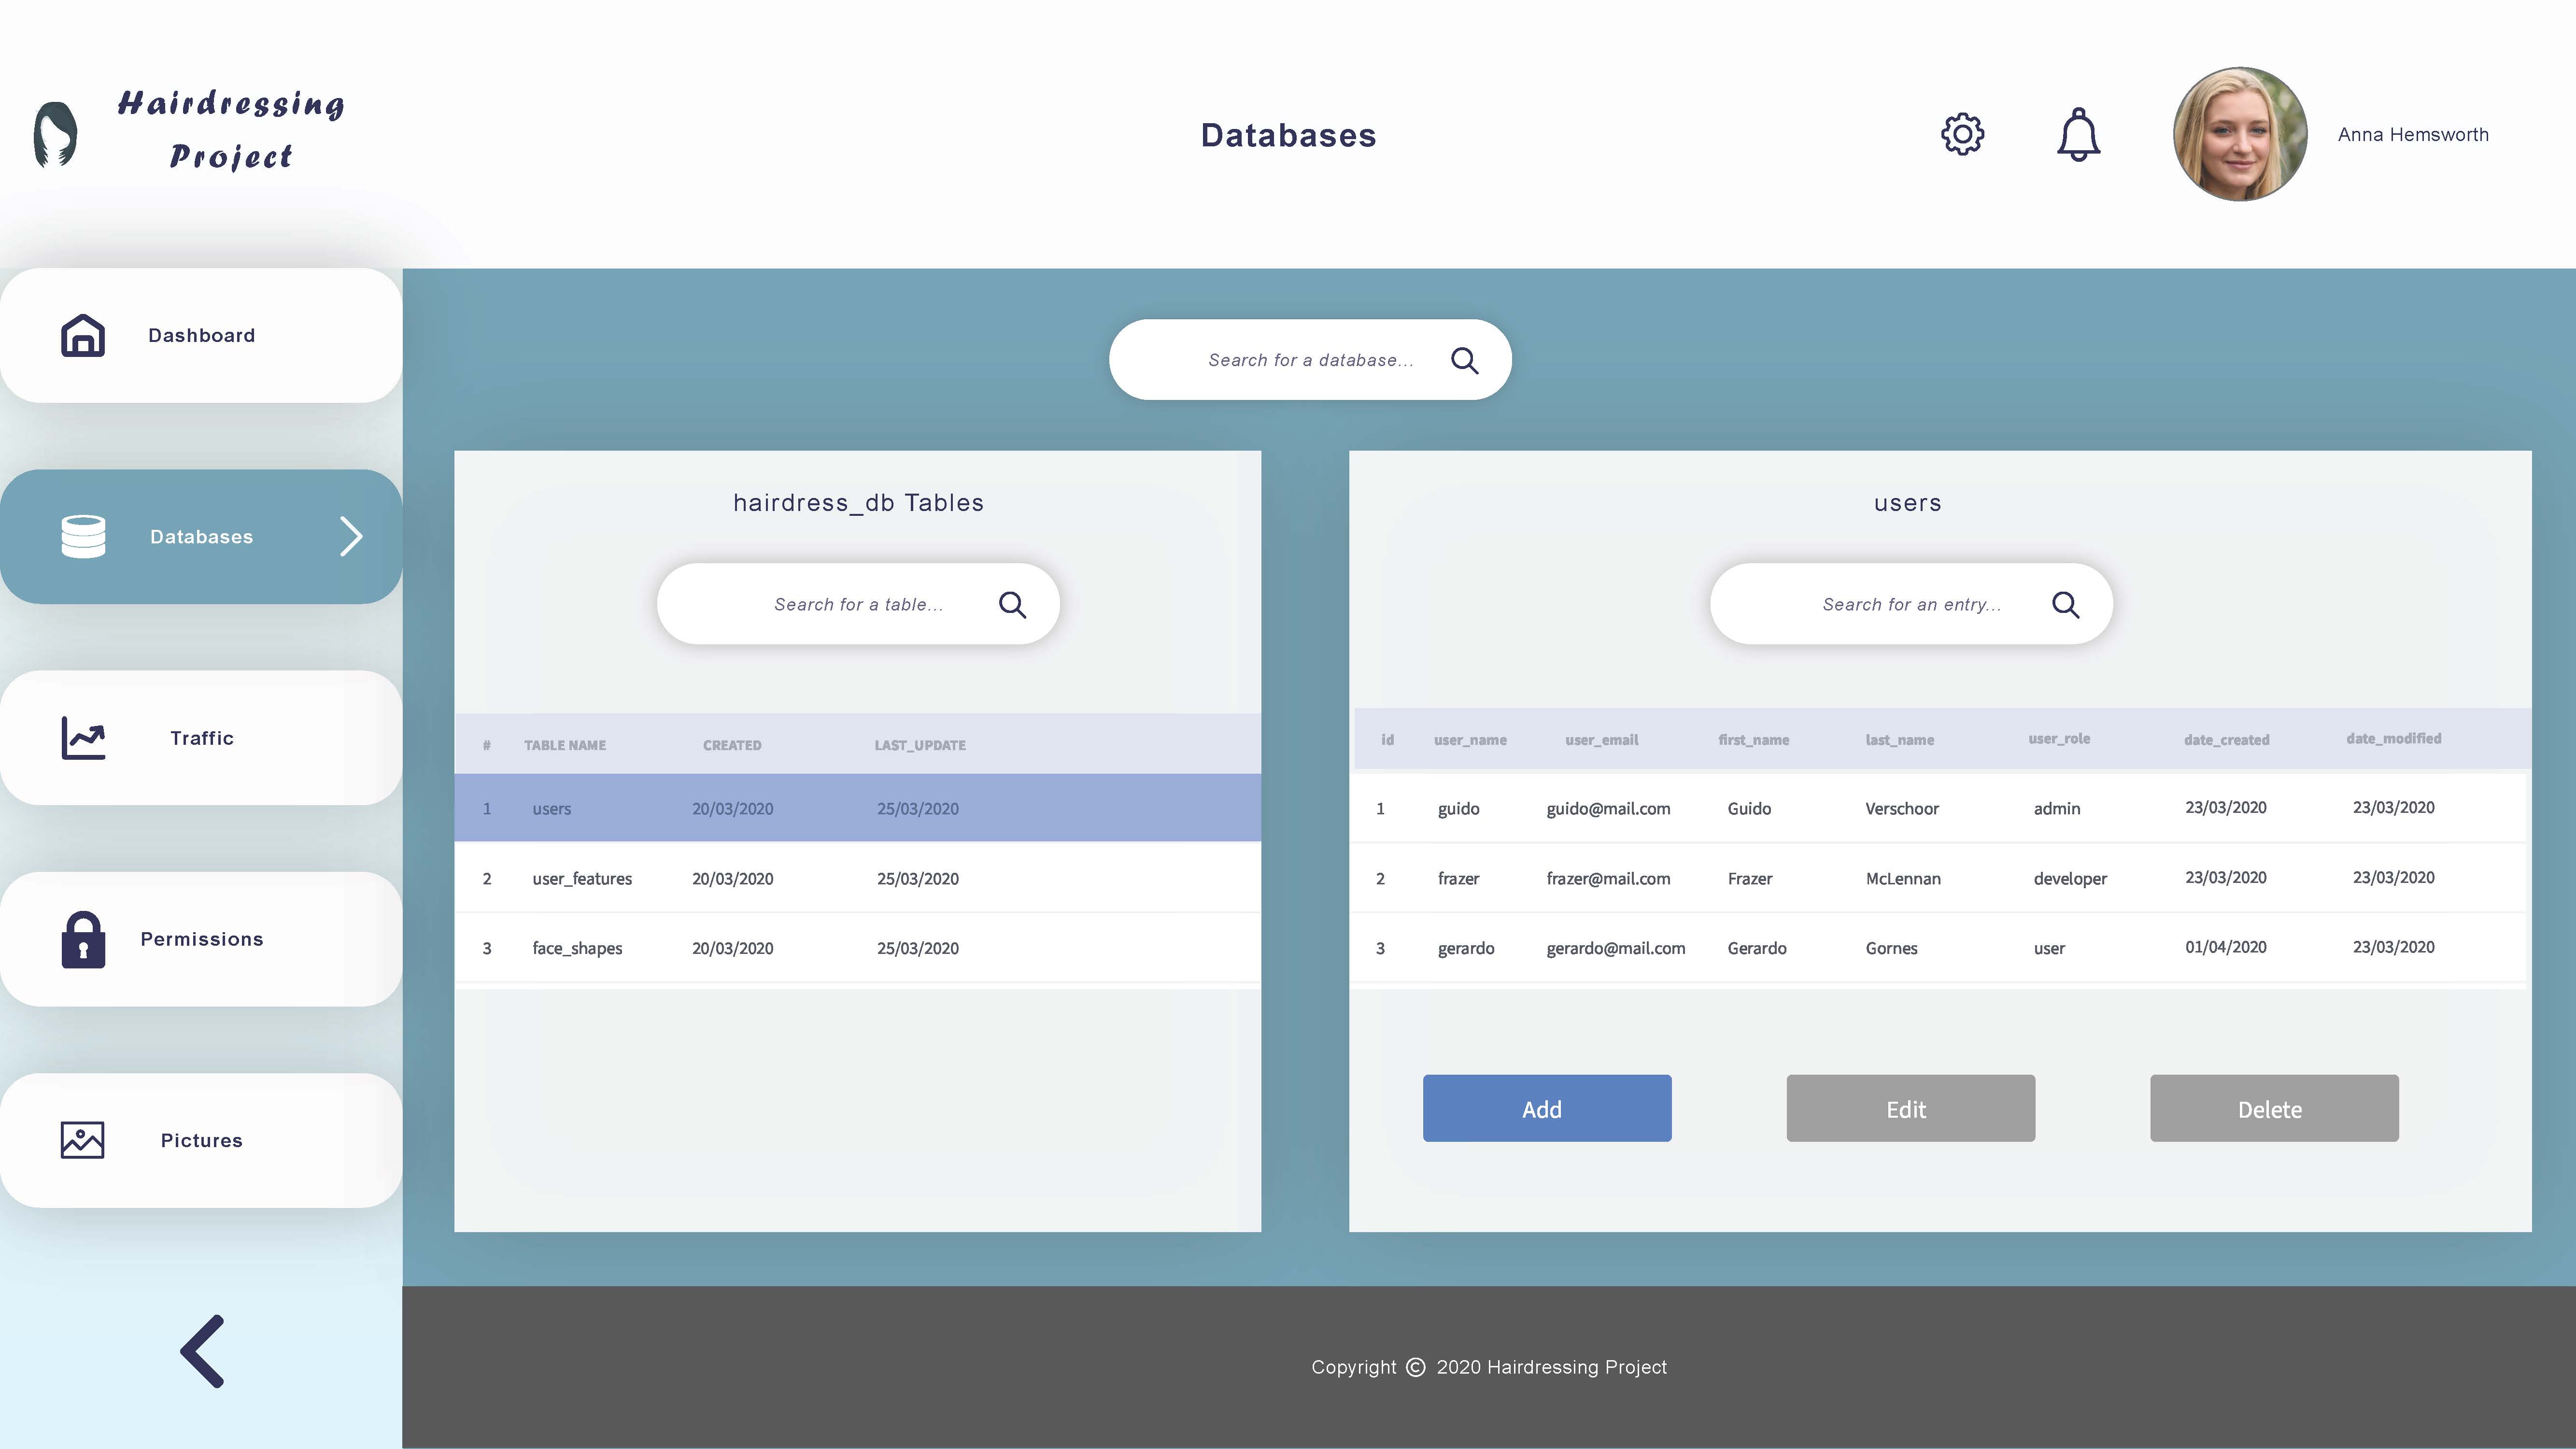 Hairdressing
Project
Databases
Anna Hemsworth
Dashboard
Databases
Traffic
Permissions
Pictures
Search for a database...
hairdress_db Tables
Search for a table...
# TABLE NAME CREATED LAST_UPDATE
1 users 20/03/2020 25/03/2020
2 user_features 20/03/2020 25/03/2020
3 face_shapes 20/03/2020 25/03/2020
users
Search for an entry...
id user_name user_email first_name last_name user_role date_created date_modified
1 guido guido@mail.com Guido Verschoor admin 23/03/2020 23/03/2020
2 frazer frazer@mail.com Frazer McLennan developer 23/03/2020 23/03/2020
3 gerardo gerardo@mail.com Gerardo Gornes user 01/04/2020 23/03/2020
Add Edit Delete
Copyright © 2020 Hairdressing Project